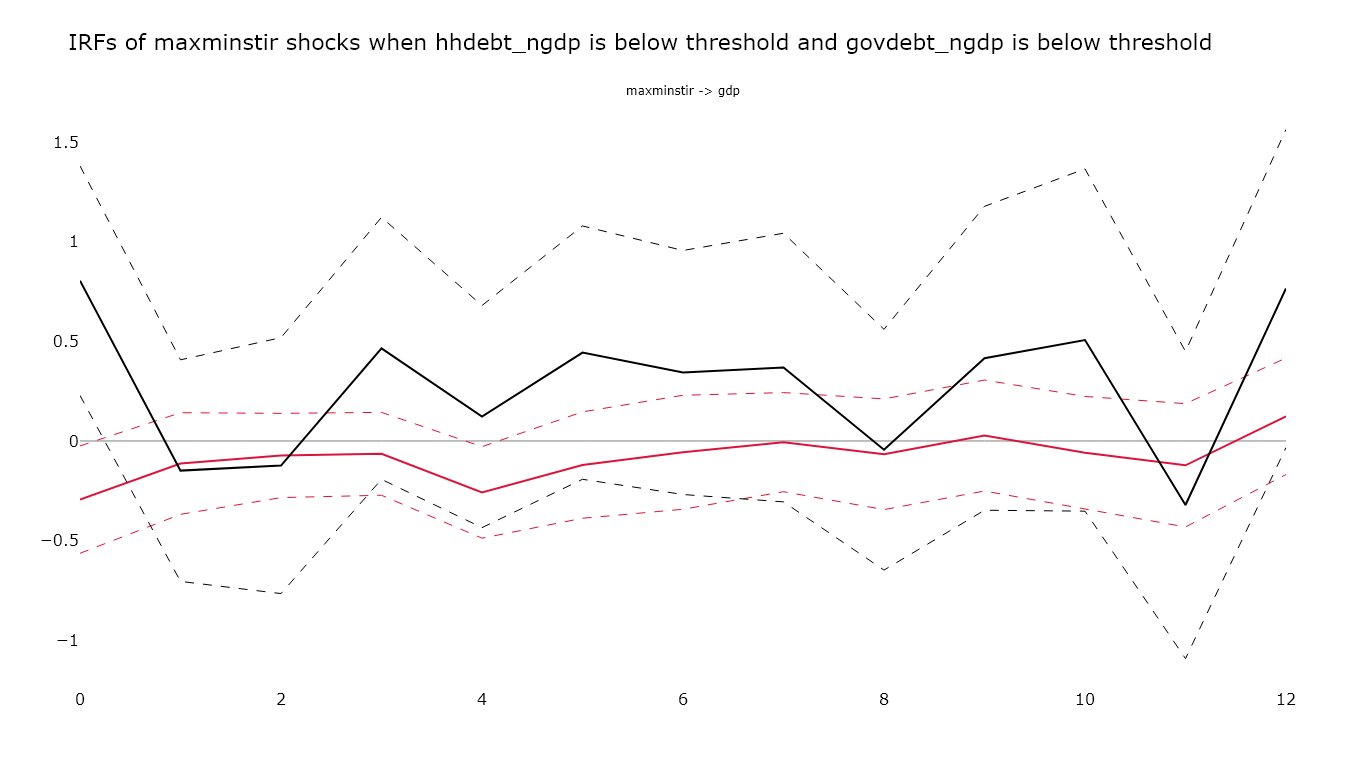 IRFs of maxminstir shocks when hhdebt_ngdp is below threshold and govdebt_ngdp is below threshold
maxminstir -> gdp
1.5
1
0.5
0
−0.5
−1
0 2 4 6 8 10 12